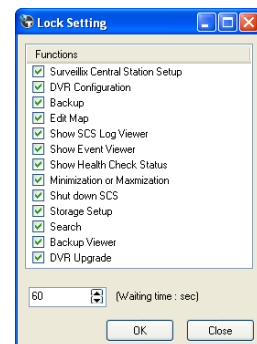 Lock Setting
Functions
Surveillix Central Station Setup
DVR Configuration
Backup
Edit Map
Show SCS Log Viewer
Show Event Viewer
Show Health Check Status
Minimization or Maxmization
Shut down SCS
Storage Setup
Search
Backup Viewer
DVR Upgrade
60 (Waiting time : sec)
OK Close